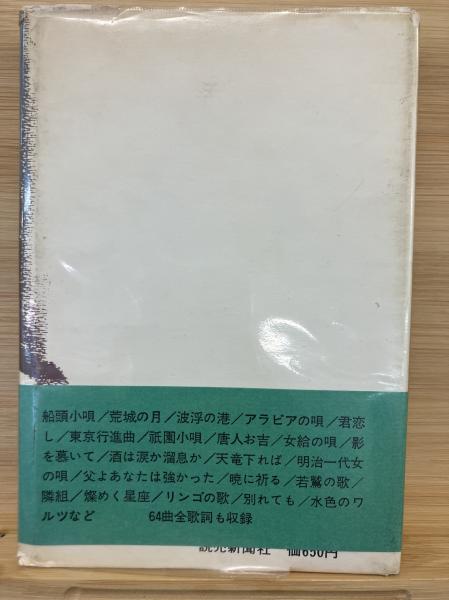 船頭小唄／荒城の月／波浮の港／アラビアの唄／君恋
し／東京行進曲／祇園小唄／唐人お吉／女給の唄／影
を慕いて／酒は涙か溜息か／天竜下れば／明治一代女
の唄／父よあなたは強かった／暁に祈る／若鷲の歌／
隣組／燦めく星座／リンゴの歌／別れても／水色のワ
ルツなど　64曲全歌詞も収録
読売新聞社　価650円